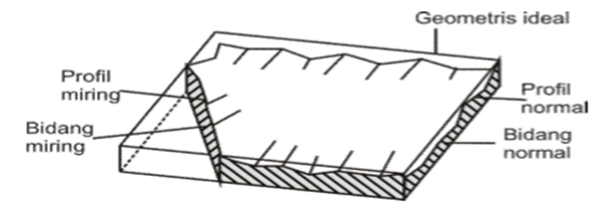 Geometris ideal
Profil
miring
Bidang
miring
Profil
normal
Bidang
normal